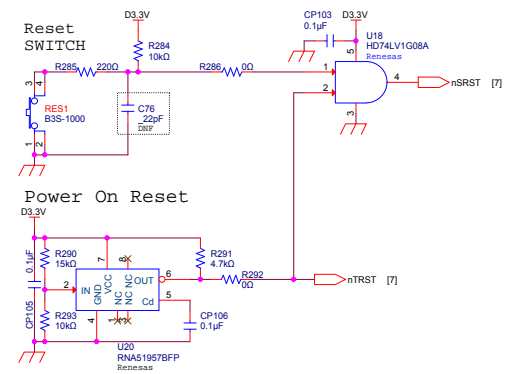 Reset
SWITCH
D3.3V
R284
10kΩ
R285
220Ω
R286
0Ω
CP103
0.1µF
D3.3V
U18
HD74LV1G08A
Renesas
5
1
2
4
3
nSRST [7]
3
4
RES1
B3S-1000
1
2
C76
_22pF
DNF
Power On Reset
D3.3V
0.1µF
CP105
R290
15kΩ
R293
10kΩ
7
8
VCC
NC
OUT
6
2
IN
GND
NC
NC
Cd
5
4
1
3
U20
RNA51957BFP
Renesas
R291
4.7kΩ
R292
0Ω
nTRST [7]
CP106
0.1µF